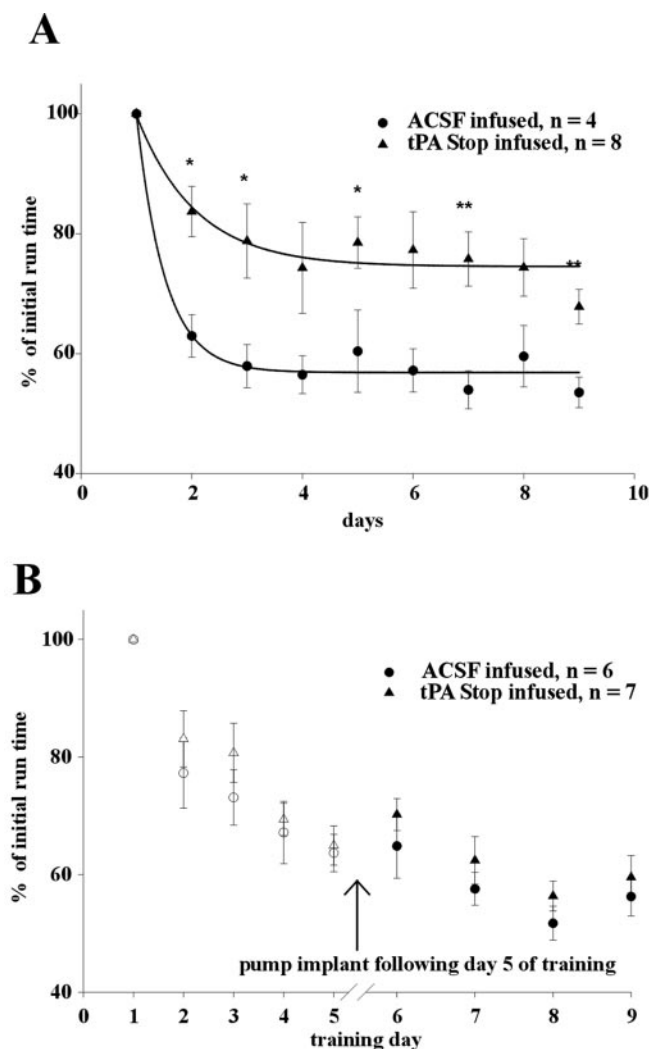 A
100
80
60
40
% of initial run time
ACSF infused, n = 4
tPA Stop infused, n = 8
* * * ** **
0 2 4 6 8 10
days
B
100
80
60
40
% of initial run time
ACSF infused, n = 6
tPA Stop infused, n = 7
pump implant following day 5 of training
0 1 2 3 4 5 6 7 8 9
training day